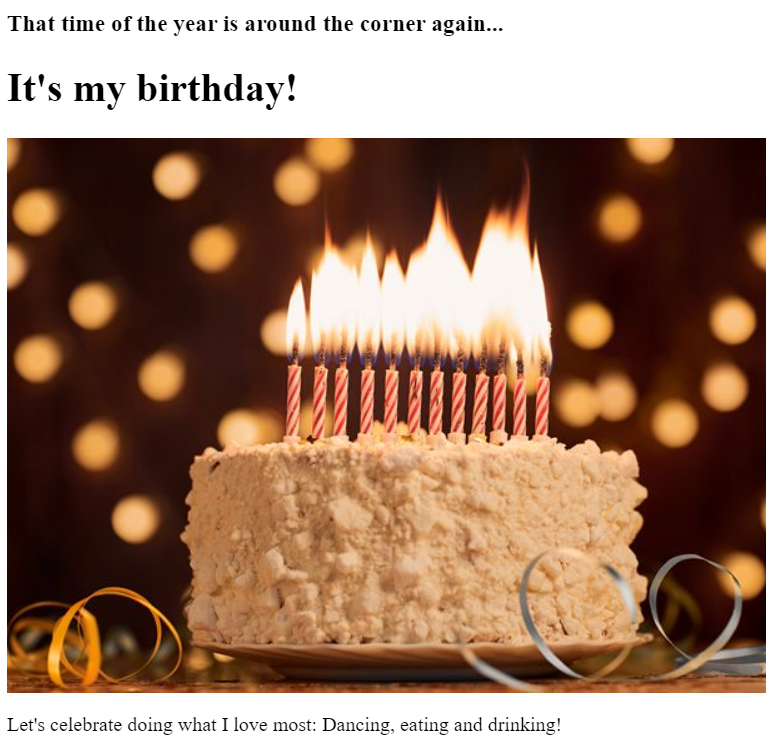 That time of the year is around the corner again...
It's my birthday!
Let's celebrate doing what I love most: Dancing, eating and drinking!